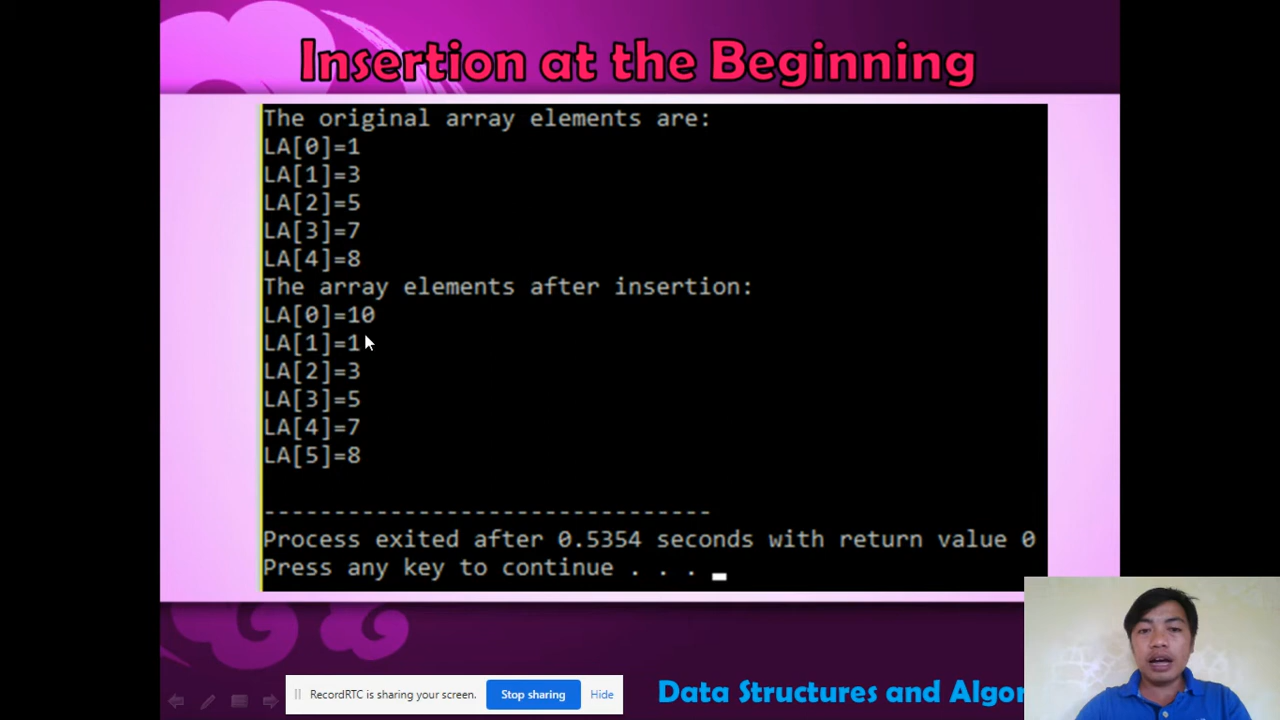 Insertion at the Beginning
The original array elements are:
LA[0]=1
LA[1]=3
LA[2]=5
LA[3]=7
LA[4]=8
The array elements after insertion:
LA[0]=10
LA[1]=1
LA[2]=3
LA[3]=5
LA[4]=7
LA[5]=8
--------------------------------
Process exited after 0.5354 seconds with return value 0
Press any key to continue . . .
RecordRTC is sharing your screen. Stop sharing Hide
Data Structures and Algor